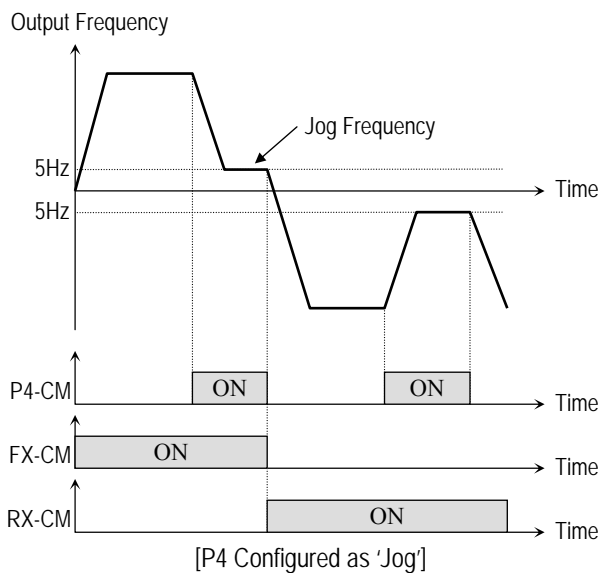 Output Frequency
Jog Frequency
5Hz
Time
5Hz
P4-CM
ON
ON
Time
FX-CM
ON
Time
RX-CM
ON
Time
[P4 Configured as 'Jog']